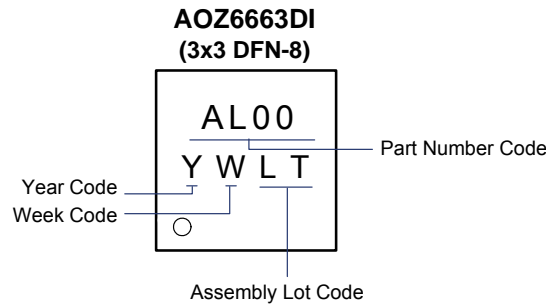 AOZ6663DI
(3x3 DFN-8)
AL00
Part Number Code
Y W L T
Year Code
Week Code
Assembly Lot Code